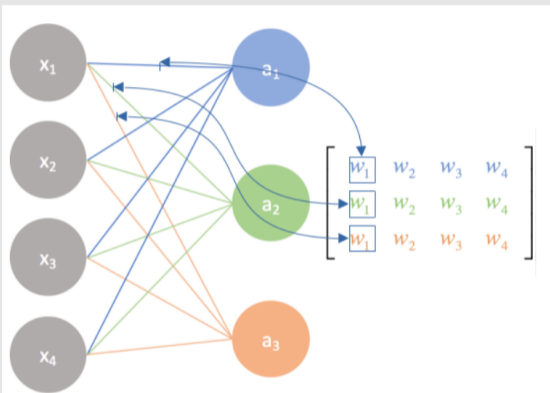 x₁
x₂
x₃
x₄
a₁
a₂
a₃
w₁ w₂ w₃ w₄
w₁ w₂ w₃ w₄
w₁ w₂ w₃ w₄